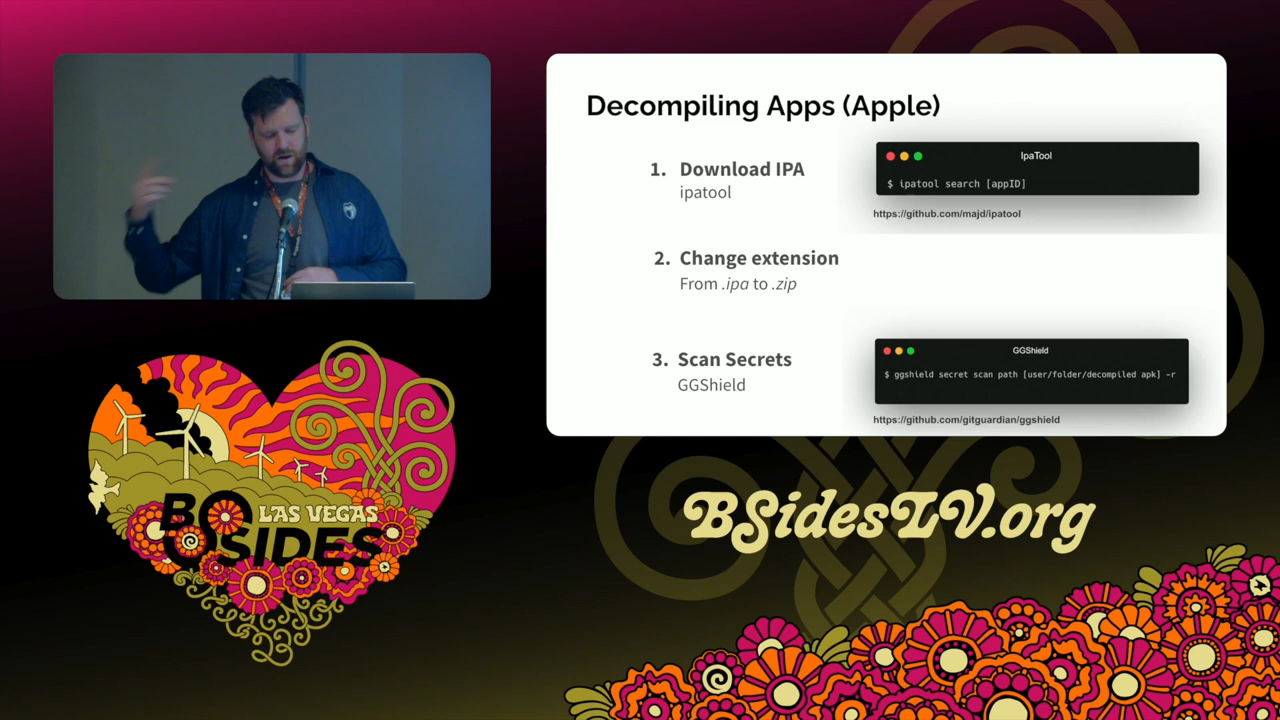 Decompiling Apps (Apple)
1. Download IPA
ipatool
IpaTool
$ ipatool search [appID]
https://github.com/majd/ipatool
2. Change extension
From .ipa to .zip
3. Scan Secrets
GGShield
GGShield
$ ggshield secret scan path [user/folder/decompiled apk] -r
https://github.com/gitguardian/ggshield
BSides
LAS VEGAS
BSIDES
BSidesLV.org